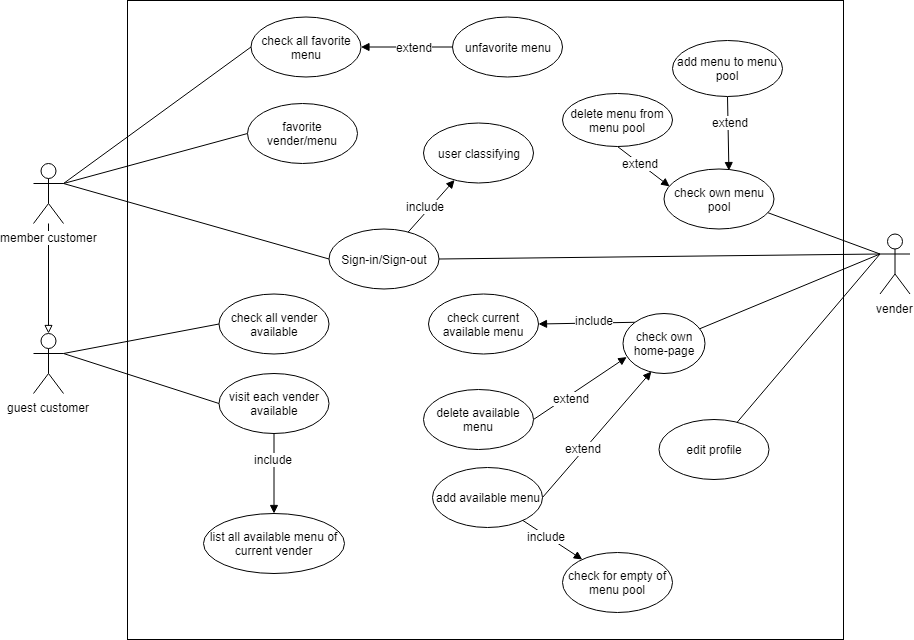 check all favorite
menu
extend
unfavorite menu
add menu to menu
pool
delete menu from
menu pool
extend
favorite
vender/menu
user classifying
extend
check own menu
pool
include
member customer
Sign-in/Sign-out
vender
check all vender
available
check current
available menu
include
check own
home-page
guest customer
visit each vender
available
extend
delete available
menu
extend
edit profile
include
add available menu
list all available menu of
current vender
include
check for empty of
menu pool